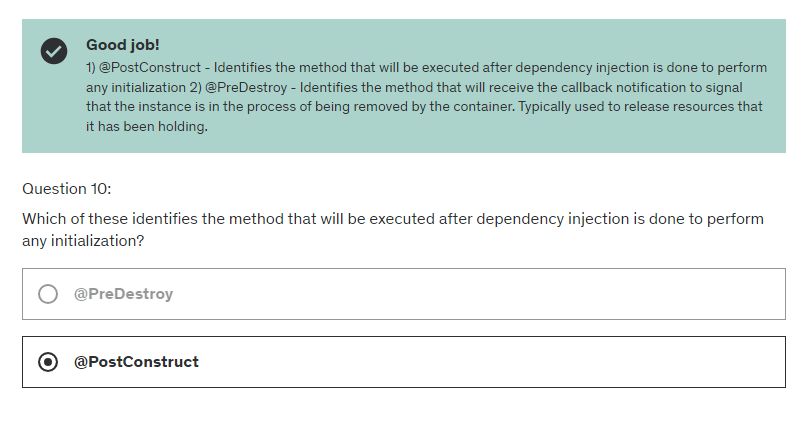 Good job!
1) @PostConstruct - Identifies the method that will be executed after dependency injection is done to perform
any initialization 2) @PreDestroy - Identifies the method that will receive the callback notification to signal
that the instance is in the process of being removed by the container. Typically used to release resources that
it has been holding.
Question 10:
Which of these identifies the method that will be executed after dependency injection is done to perform
any initialization?
@PreDestroy
@PostConstruct